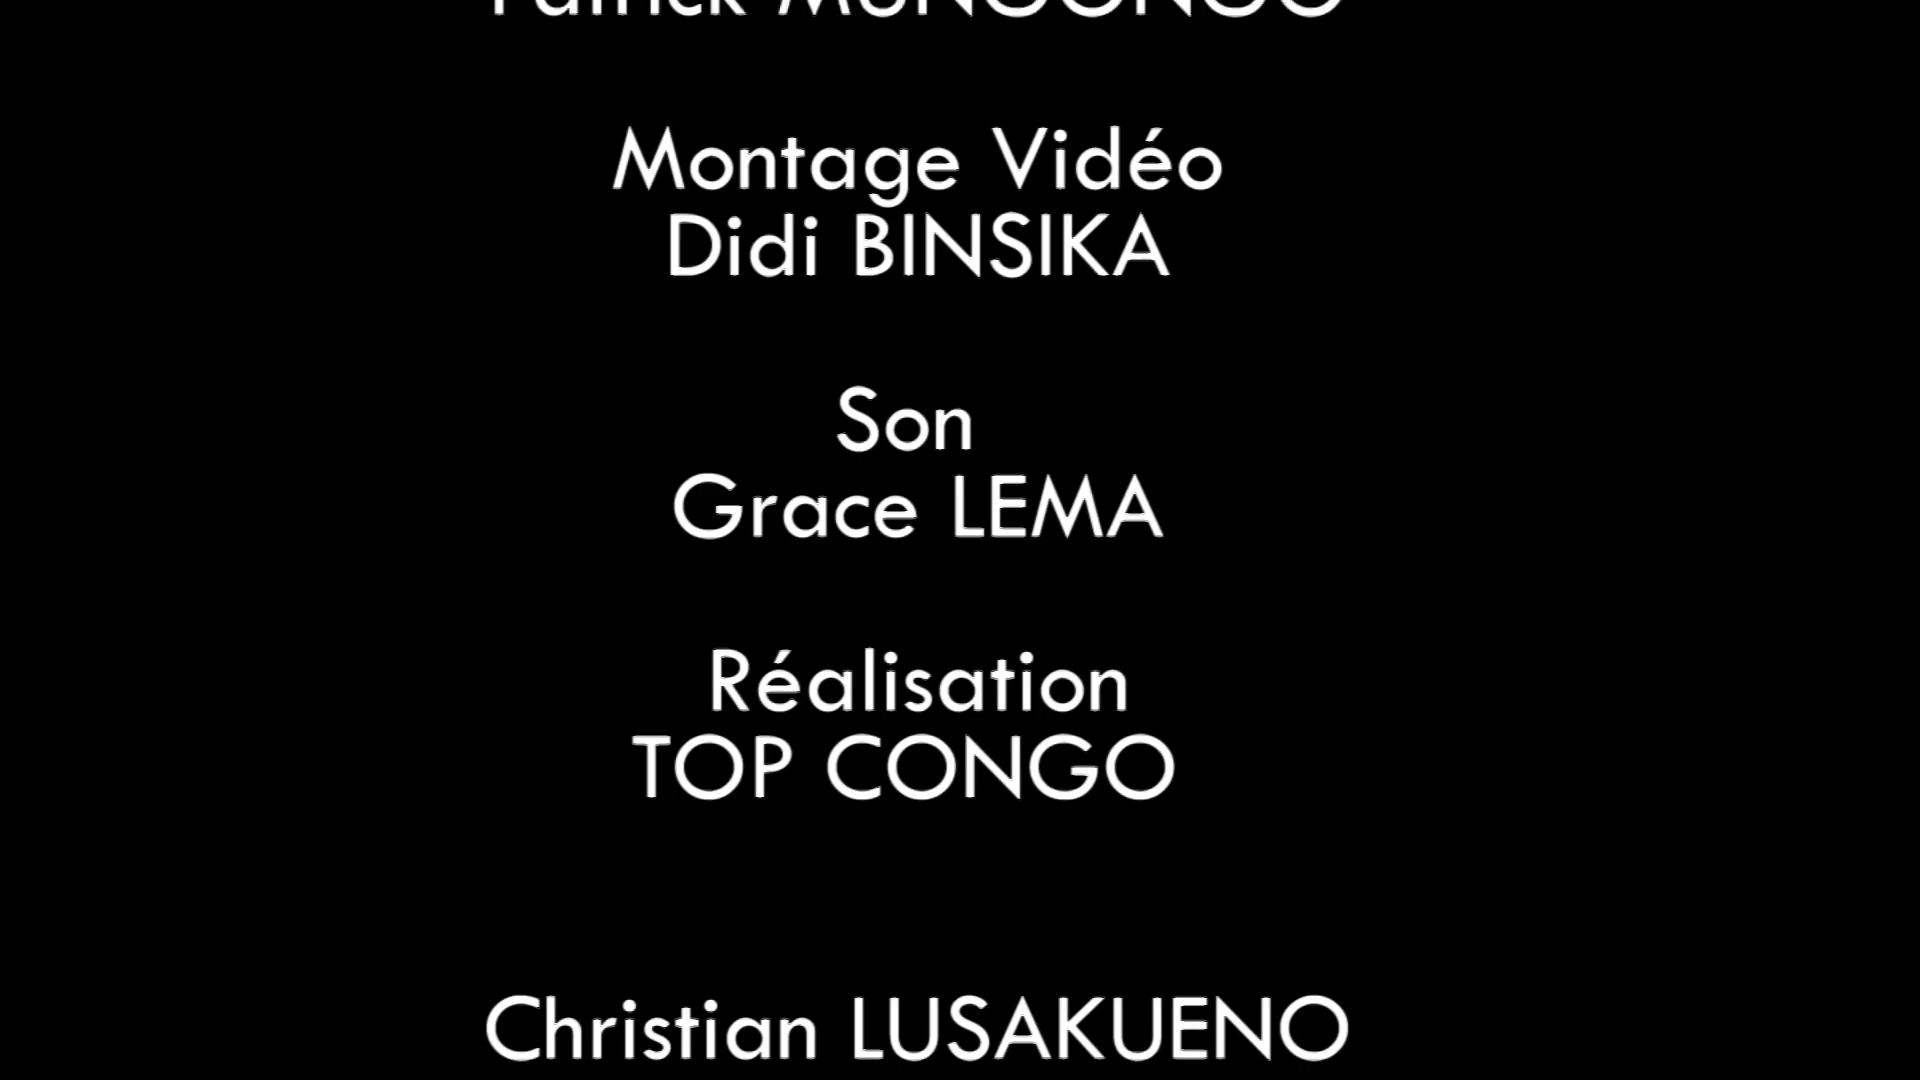 Montage Vidéo
Didi BINSIKA
Son
Grace LEMA
Réalisation
TOP CONGO
Christian LUSAKUENO